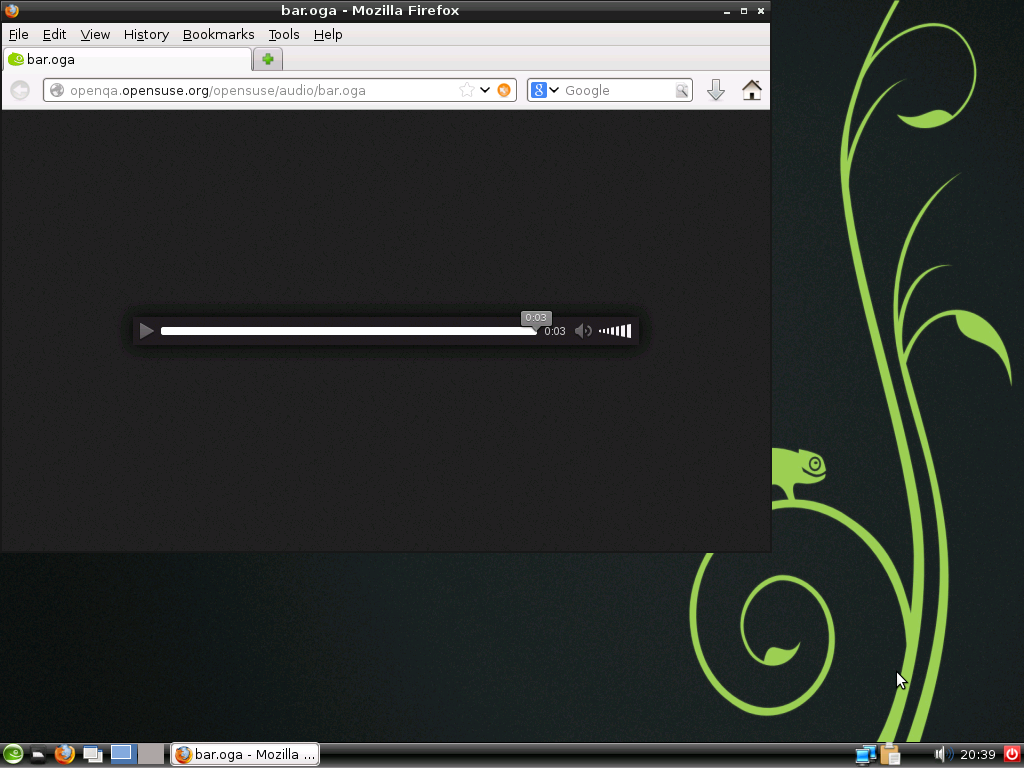 bar.oga - Mozilla Firefox
File Edit View History Bookmarks Tools Help
bar.oga
openqa.opensuse.org/opensuse/audio/bar.oga
8 Google
0:03
0:03
bar.oga - Mozilla ...
20:39